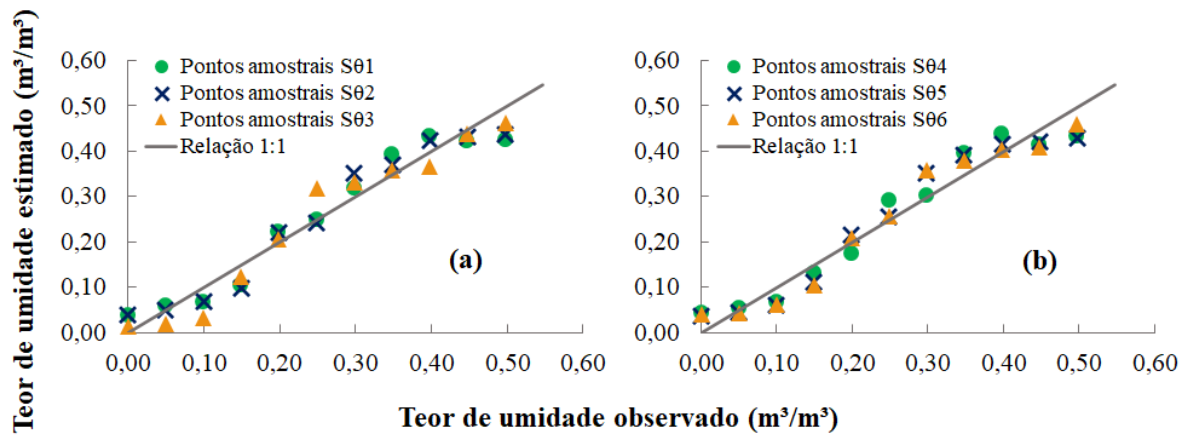 Teor de umidade estimado (m³/m³)
0,60
0,50
0,40
0,30
0,20
0,10
0,00
Pontos amostrais Sθ1
Pontos amostrais Sθ2
Pontos amostrais Sθ3
Relação 1:1
(a)
0,00 0,10 0,20 0,30 0,40 0,50 0,60
0,60
0,50
0,40
0,30
0,20
0,10
0,00
Pontos amostrais Sθ4
Pontos amostrais Sθ5
Pontos amostrais Sθ6
Relação 1:1
(b)
0,00 0,10 0,20 0,30 0,40 0,50 0,60
Teor de umidade observado (m³/m³)